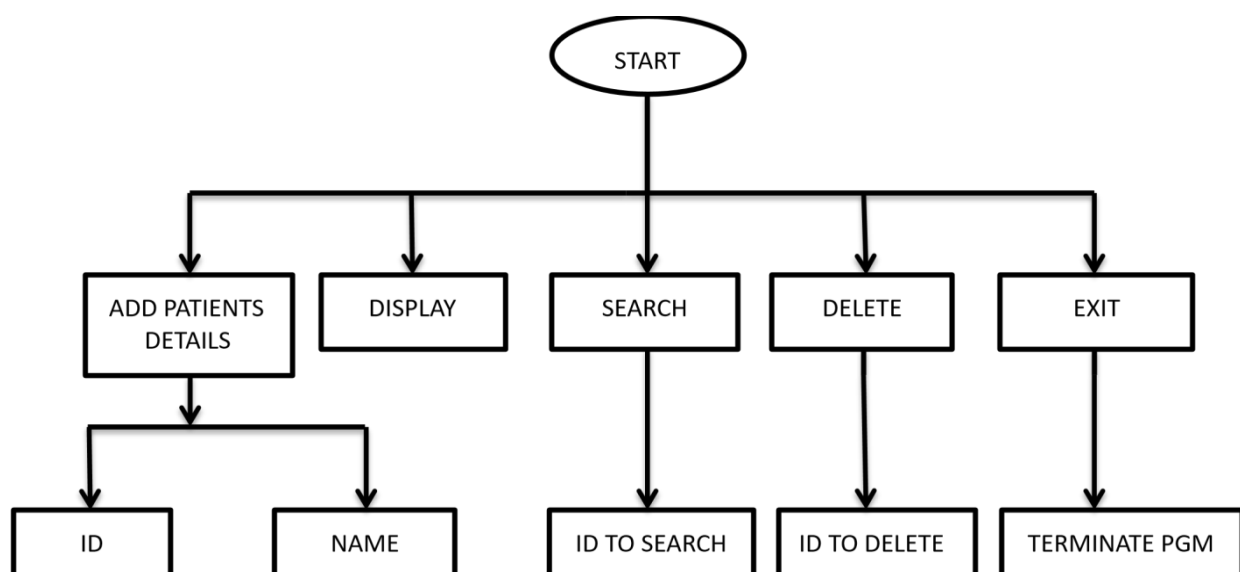 START
ADD PATIENTS
DETAILS
DISPLAY
SEARCH
DELETE
EXIT
ID
NAME
ID TO SEARCH
ID TO DELETE
TERMINATE PGM